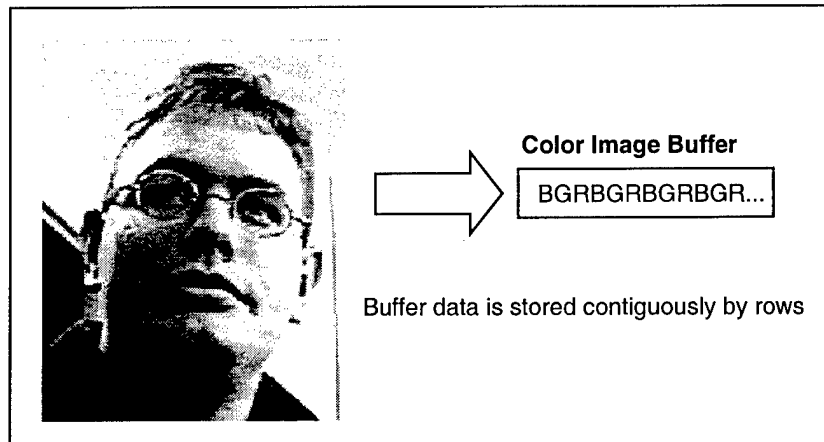 Color Image Buffer
BGRBGRBGRBGR...
Buffer data is stored contiguously by rows